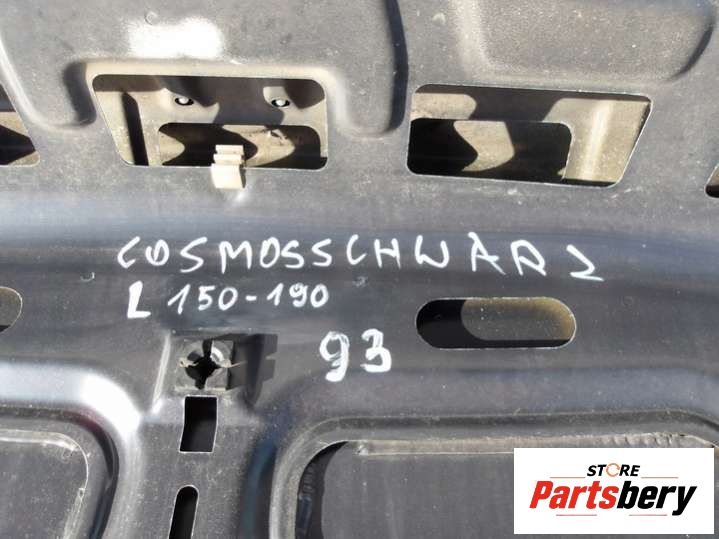 COSMOSSCHWARZ
L 150-190
93
STORE
Partsbery